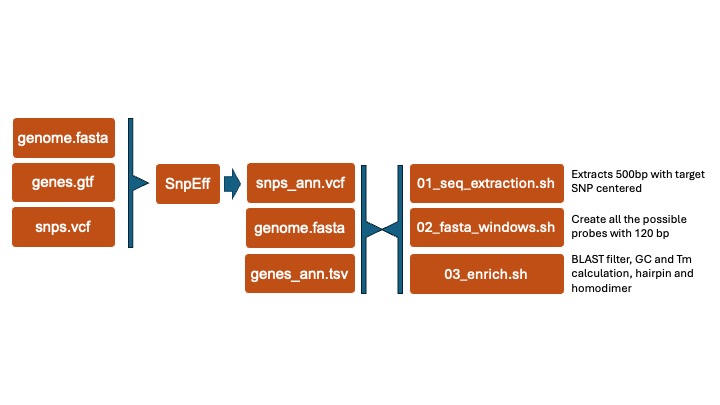 genome.fasta
genes.gtf
snps.vcf
SnpEff
snps_ann.vcf
genome.fasta
genes_ann.tsv
01_seq_extraction.sh
Extracts 500bp with target
SNP centered
02_fasta_windows.sh
Create all the possible
probes with 120 bp
03_enrich.sh
BLAST filter, GC and Tm
calculation, hairpin and
homodimer